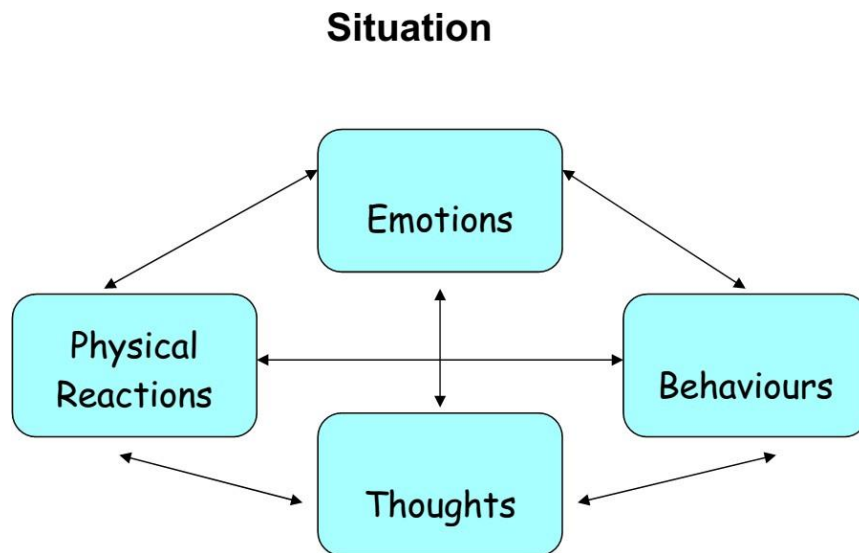 Situation
Emotions
Physical
Reactions
Behaviours
Thoughts